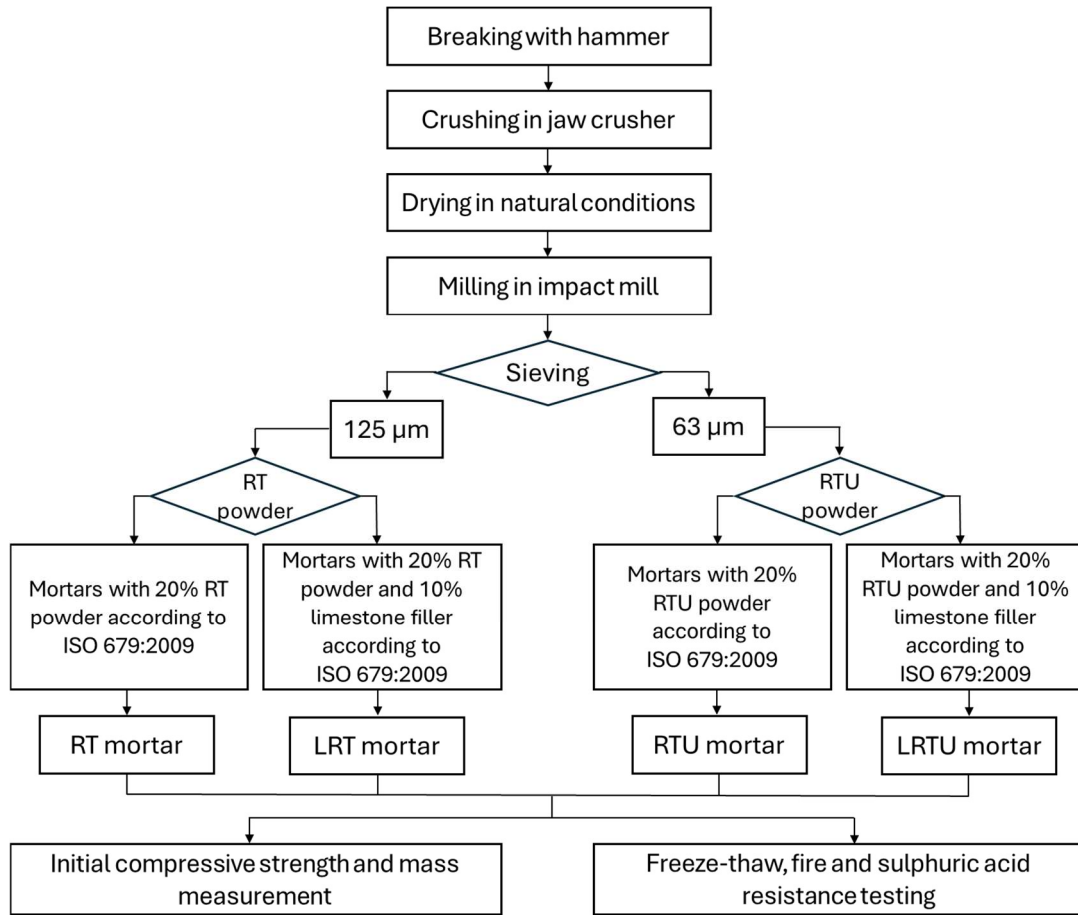 Breaking with hammer
Crushing in jaw crusher
Drying in natural conditions
Milling in impact mill
Sieving
125 µm
63 µm
RT
powder
RTU
powder
Mortars with 20% RT
powder according to
ISO 679:2009
Mortars with 20% RT
powder and 10%
limestone filler
according to
ISO 679:2009
Mortars with 20%
RTU powder
according to
ISO 679:2009
Mortars with 20%
RTU powder and 10%
limestone filler
according to
ISO 679:2009
RT mortar
LRT mortar
RTU mortar
LRTU mortar
Initial compressive strength and mass
measurement
Freeze-thaw, fire and sulphuric acid
resistance testing